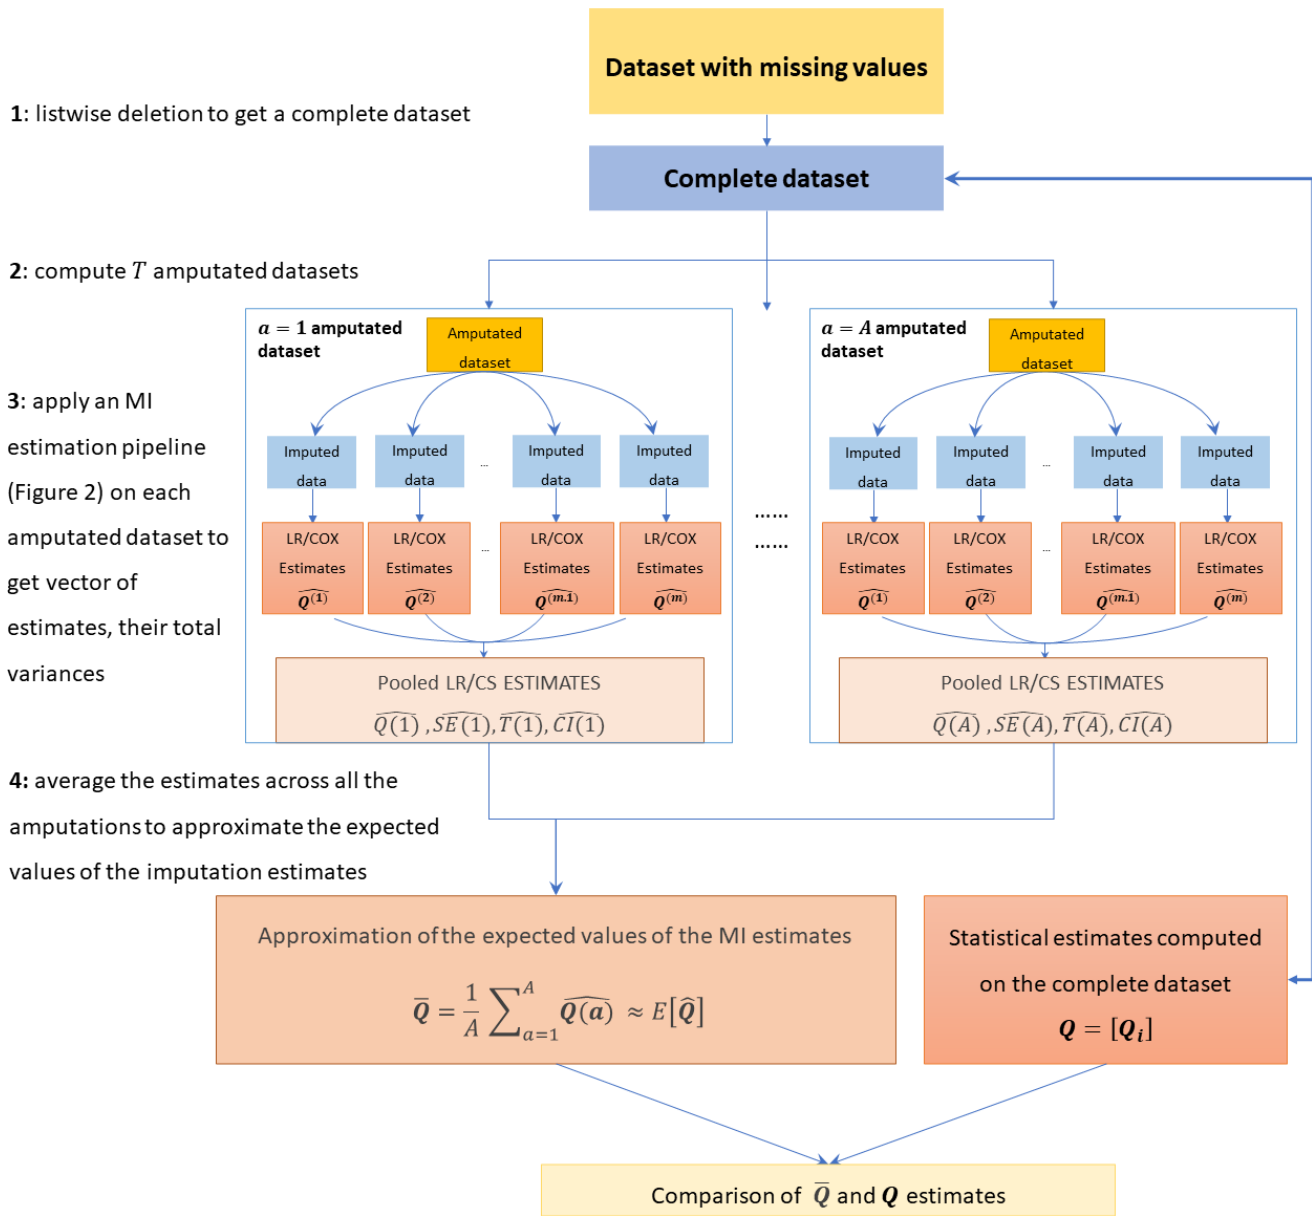 Dataset with missing values
1: listwise deletion to get a complete dataset
Complete dataset
2: compute T amputated datasets
a = 1 amputated
dataset
Amputated
dataset
a = A amputated
dataset
Amputated
dataset
3: apply an MI
estimation pipeline
(Figure 2) on each
amputated dataset to
get vector of
estimates, their total
variances
Imputed
data
Imputed
data
...
Imputed
data
Imputed
data
LR/COX
Estimates
Q^(1)
LR/COX
Estimates
Q^(2)
...
LR/COX
Estimates
Q^(m.1)
LR/COX
Estimates
Q^(m)
Pooled LR/CS ESTIMATES
Q(1) ,SE(1),T(1),CI(1)
......
......
Imputed
data
Imputed
data
...
Imputed
data
Imputed
data
LR/COX
Estimates
Q^(1)
LR/COX
Estimates
Q^(2)
...
LR/COX
Estimates
Q^(m.1)
LR/COX
Estimates
Q^(m)
Pooled LR/CS ESTIMATES
Q(A) ,SE(A),T(A),CI(A)
4: average the estimates across all the
amputations to approximate the expected
values of the imputation estimates
Approximation of the expected values of the MI estimates
Q̅ = 1/A ∑_{a=1}^{A} Q(a) ≈ E[Q̂]
Statistical estimates computed
on the complete dataset
Q = [Q_i]
Comparison of Q̅ and Q estimates